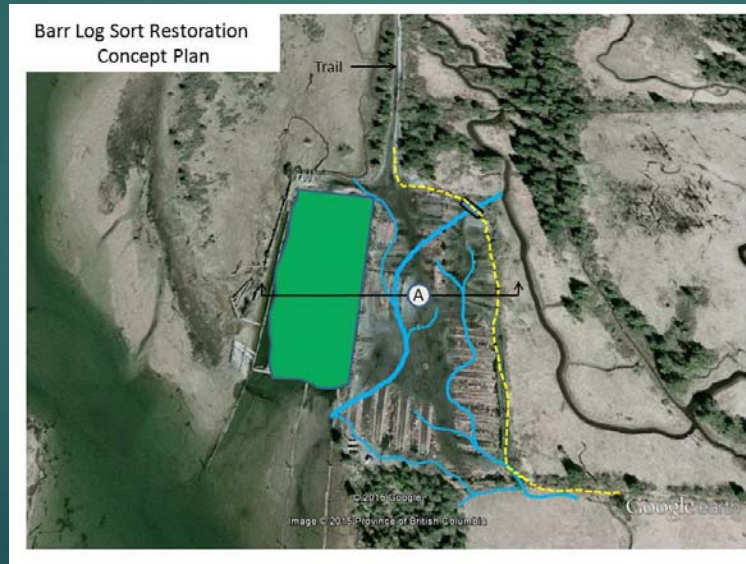 Barr Log Sort Restoration
Concept Plan
Trail
A
© 2015 Google
Image © 2015 Province of British Columbia
Google earth